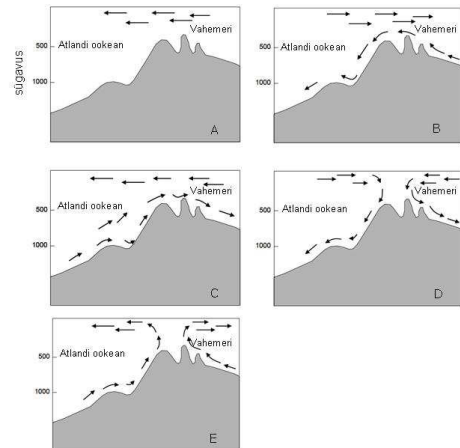 sügavus
500
1000
Atlandi ookean
Vahemeri
A
500
1000
Atlandi ookean
Vahemeri
B
500
1000
Atlandi ookean
Vahemeri
C
500
1000
Atlandi ookean
Vahemeri
D
500
1000
Atlandi ookean
Vahemeri
E